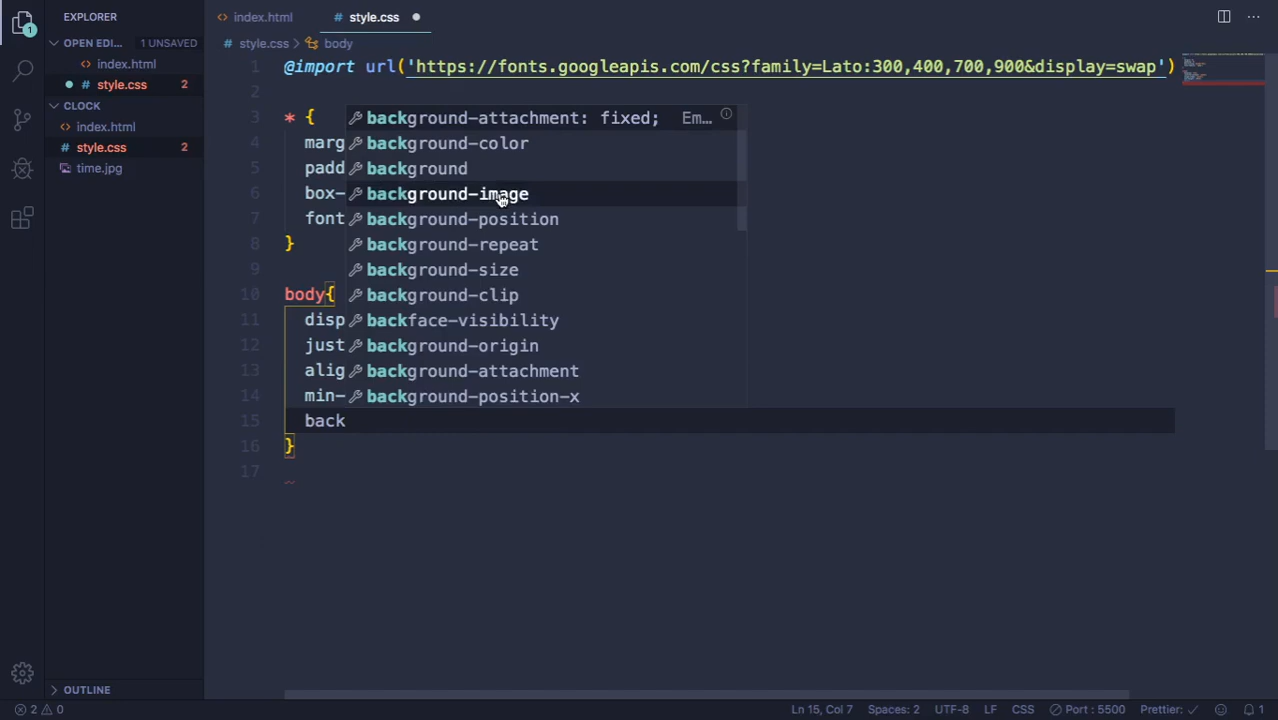 EXPLORER
index.html
style.css
OPEN EDI...
1 UNSAVED
index.html
style.css
2
CLOCK
index.html
style.css
2
time.jpg
OUTLINE
style.css > body
1 @import url('https://fonts.googleapis.com/css?family=Lato:300,400,700,900&display=swap')
2
3 * {
4 marg
5 padd
6 box-
7 font
8 }
9
10 body{
11 disp
12 just
13 alig
14 min-
15 back
16 }
17
background-attachment: fixed; Em...
background-color
background
background-image
background-position
background-repeat
background-size
background-clip
backface-visibility
background-origin
background-attachment
background-position-x
1
2 0
Ln 15, Col 7
Spaces: 2
UTF-8
LF
CSS
Port : 5500
Prettier: ✓
1